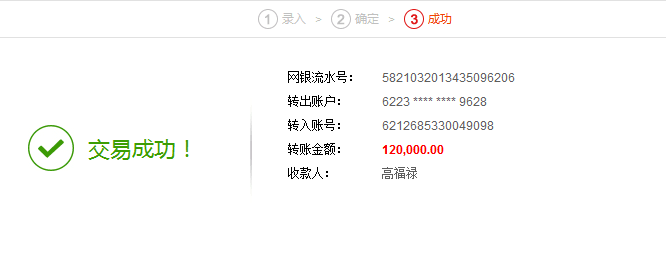 1 录入 > 2 确定 > 3 成功
网银流水号： 5821032013435096206
转出账户： 6223 **** **** 9628
转入账号： 6212685330049098
转账金额： 120,000.00
收款人： 高福禄
交易成功！